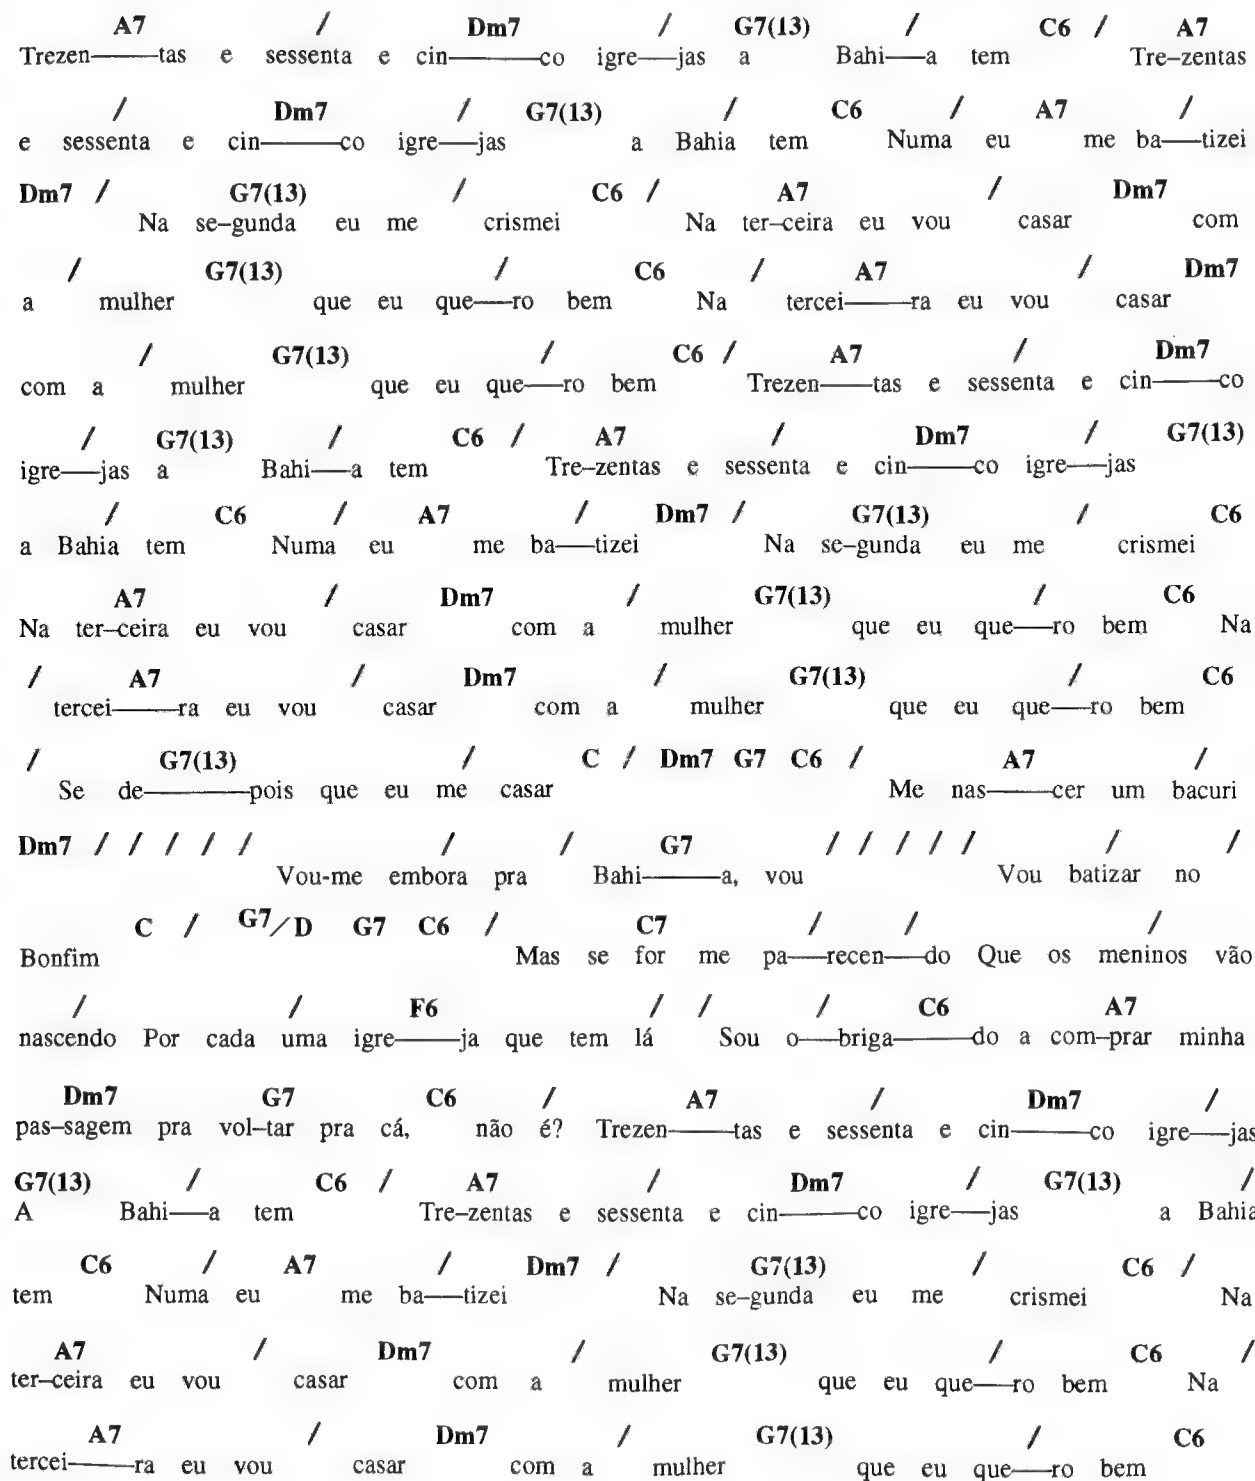 A7 / Dm7 / G7(13) / C6 / A7
Trezen——tas e sessenta e cin——co igre—jas a Bahi—a tem Tre–zentas
/ Dm7 / G7(13) / C6 / A7 /
e sessenta e cin——co igre—jas a Bahia tem Numa eu me ba—tizei
Dm7 / G7(13) / C6 / A7 / Dm7
Na se–gunda eu me crismei Na ter–ceira eu vou casar com
/ G7(13) / C6 / A7 / Dm7
a mulher que eu que—ro bem Na tercei——ra eu vou casar
/ G7(13) / C6 / A7 / Dm7
com a mulher que eu que—ro bem Trezen——tas e sessenta e cin——co
/ G7(13) / C6 / A7 / Dm7 / G7(13)
igre—jas a Bahi—a tem Tre–zentas e sessenta e cin——co igre—jas
/ C6 / A7 / Dm7 / G7(13) / C6
a Bahia tem Numa eu me ba—tizei Na se–gunda eu me crismei
A7 / Dm7 / G7(13) / C6
Na ter–ceira eu vou casar com a mulher que eu que—ro bem Na
/ A7 / Dm7 / G7(13) / C6
tercei——ra eu vou casar com a mulher que eu que—ro bem
/ G7(13) / C / Dm7 G7 C6 / A7 /
Se de———pois que eu me casar Me nas——cer um bacuri
Dm7 / / / / / / / G7 / / / / / / /
Vou-me embora pra Bahi——a, vou Vou batizar no
C / G7/D G7 C6 / C7 / / /
Bonfim Mas se for me pa—recen—do Que os meninos vão
/ / F6 / / / C6 A7
nascendo Por cada uma igre——ja que tem lá Sou o—briga——do a com–prar minha
Dm7 G7 C6 / A7 / Dm7 /
pas–sagem pra vol–tar pra cá, não é? Trezen——tas e sessenta e cin——co igre—jas
G7(13) / C6 / A7 / Dm7 / G7(13) /
A Bahi—a tem Tre–zentas e sessenta e cin——co igre—jas a Bahia
C6 / A7 / Dm7 / G7(13) / C6 /
tem Numa eu me ba—tizei Na se–gunda eu me crismei Na
A7 / Dm7 / G7(13) / C6 /
ter–ceira eu vou casar com a mulher que eu que—ro bem Na
A7 / Dm7 / G7(13) / C6
tercei——ra eu vou casar com a mulher que eu que—ro bem